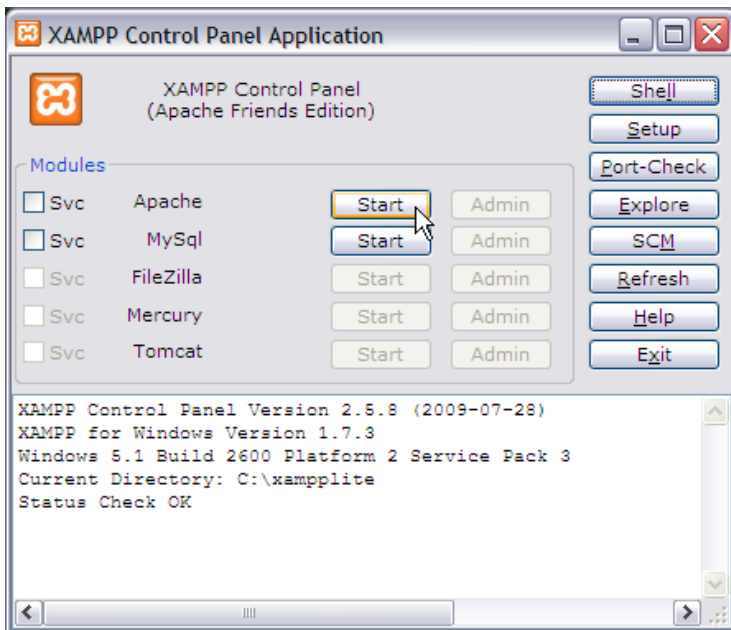 XAMPP Control Panel Application
XAMPP Control Panel
(Apache Friends Edition)
Shell
Setup
Port-Check
Explore
SCM
Refresh
Help
Exit
Modules
Svc Apache Start Admin
Svc MySql Start Admin
Svc FileZilla Start Admin
Svc Mercury Start Admin
Svc Tomcat Start Admin
XAMPP Control Panel Version 2.5.8 (2009-07-28)
XAMPP for Windows Version 1.7.3
Windows 5.1 Build 2600 Platform 2 Service Pack 3
Current Directory: C:\xampplite
Status Check OK